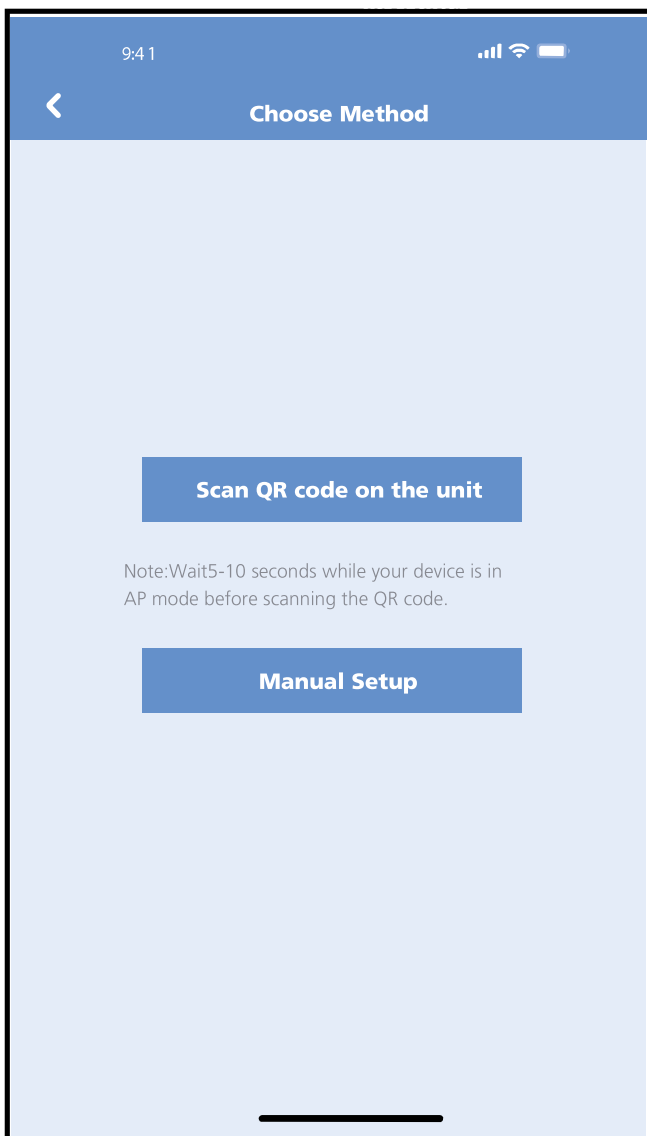 9:41
Choose Method
Scan QR code on the unit
Note:Wait5-10 seconds while your device is in
AP mode before scanning the QR code.
Manual Setup